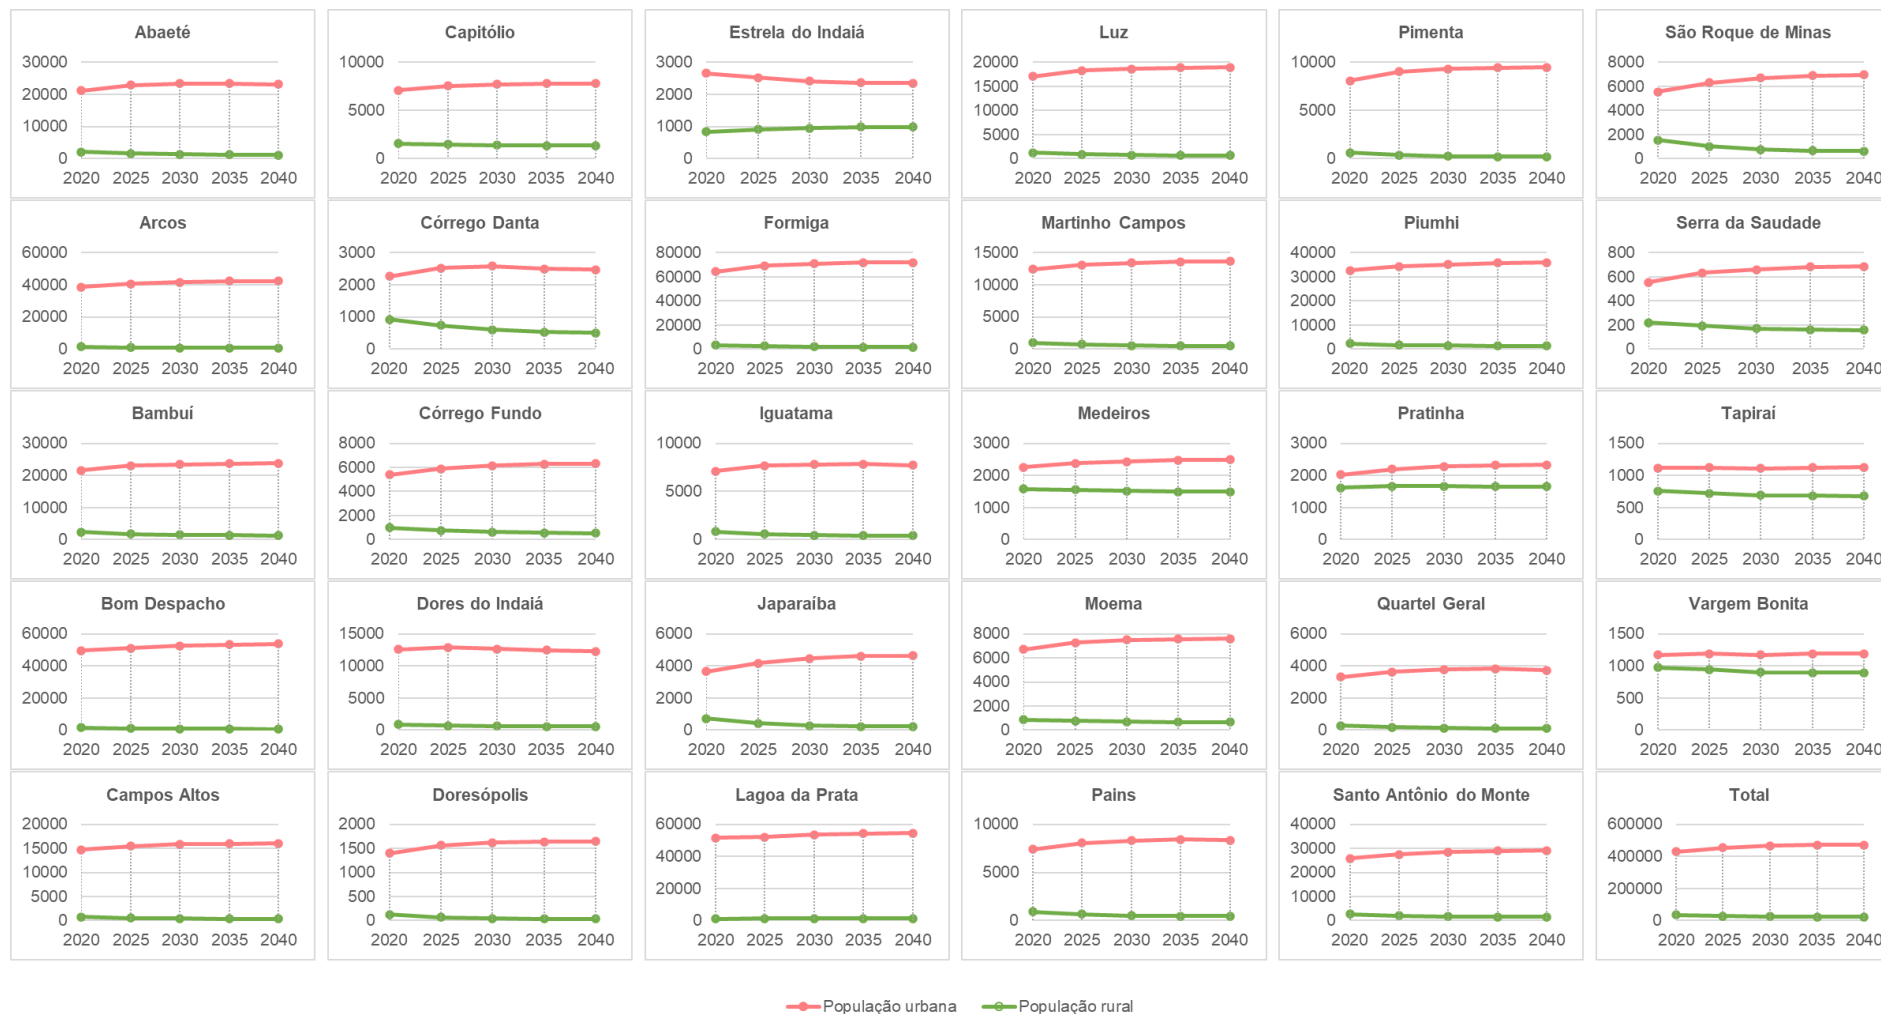 Abaeté
30000
20000
10000
0
2020 2025 2030 2035 2040
Capitólio
10000
5000
0
2020 2025 2030 2035 2040
Estrela do Indaiá
3000
2000
1000
0
2020 2025 2030 2035 2040
Luz
20000
15000
10000
5000
0
2020 2025 2030 2035 2040
Pimenta
10000
5000
0
2020 2025 2030 2035 2040
São Roque de Minas
8000
6000
4000
2000
0
2020 2025 2030 2035 2040
Arcos
60000
40000
20000
0
2020 2025 2030 2035 2040
Córrego Danta
3000
2000
1000
0
2020 2025 2030 2035 2040
Formiga
80000
60000
40000
20000
0
2020 2025 2030 2035 2040
Martinho Campos
15000
10000
5000
0
2020 2025 2030 2035 2040
Piumhi
40000
30000
20000
10000
0
2020 2025 2030 2035 2040
Serra da Saudade
800
600
400
200
0
2020 2025 2030 2035 2040
Bambuí
30000
20000
10000
0
2020 2025 2030 2035 2040
Córrego Fundo
8000
6000
4000
2000
0
2020 2025 2030 2035 2040
Iguatama
10000
5000
0
2020 2025 2030 2035 2040
Medeiros
3000
2000
1000
0
2020 2025 2030 2035 2040
Pratinha
3000
2000
1000
0
2020 2025 2030 2035 2040
Tapiraí
1500
1000
500
0
2020 2025 2030 2035 2040
Bom Despacho
60000
40000
20000
0
2020 2025 2030 2035 2040
Dores do Indaiá
15000
10000
5000
0
2020 2025 2030 2035 2040
Japaraíba
6000
4000
2000
0
2020 2025 2030 2035 2040
Moema
8000
6000
4000
2000
0
2020 2025 2030 2035 2040
Quartel Geral
6000
4000
2000
0
2020 2025 2030 2035 2040
Vargem Bonita
1500
1000
500
0
2020 2025 2030 2035 2040
Campos Altos
20000
15000
10000
5000
0
2020 2025 2030 2035 2040
Doresópolis
2000
1500
1000
500
0
2020 2025 2030 2035 2040
Lagoa da Prata
60000
40000
20000
0
2020 2025 2030 2035 2040
Pains
10000
5000
0
2020 2025 2030 2035 2040
Santo Antônio do Monte
40000
30000
20000
10000
0
2020 2025 2030 2035 2040
Total
600000
400000
200000
0
2020 2025 2030 2035 2040
População urbana
População rural